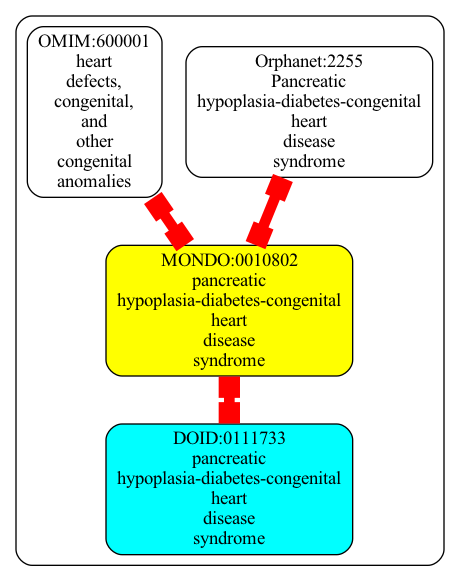 OMIM:600001
heart
defects,
congenital,
and
other
congenital
anomalies
Orphanet:2255
Pancreatic
hypoplasia-diabetes-congenital
heart
disease
syndrome
MONDO:0010802
pancreatic
hypoplasia-diabetes-congenital
heart
disease
syndrome
DOID:0111733
pancreatic
hypoplasia-diabetes-congenital
heart
disease
syndrome